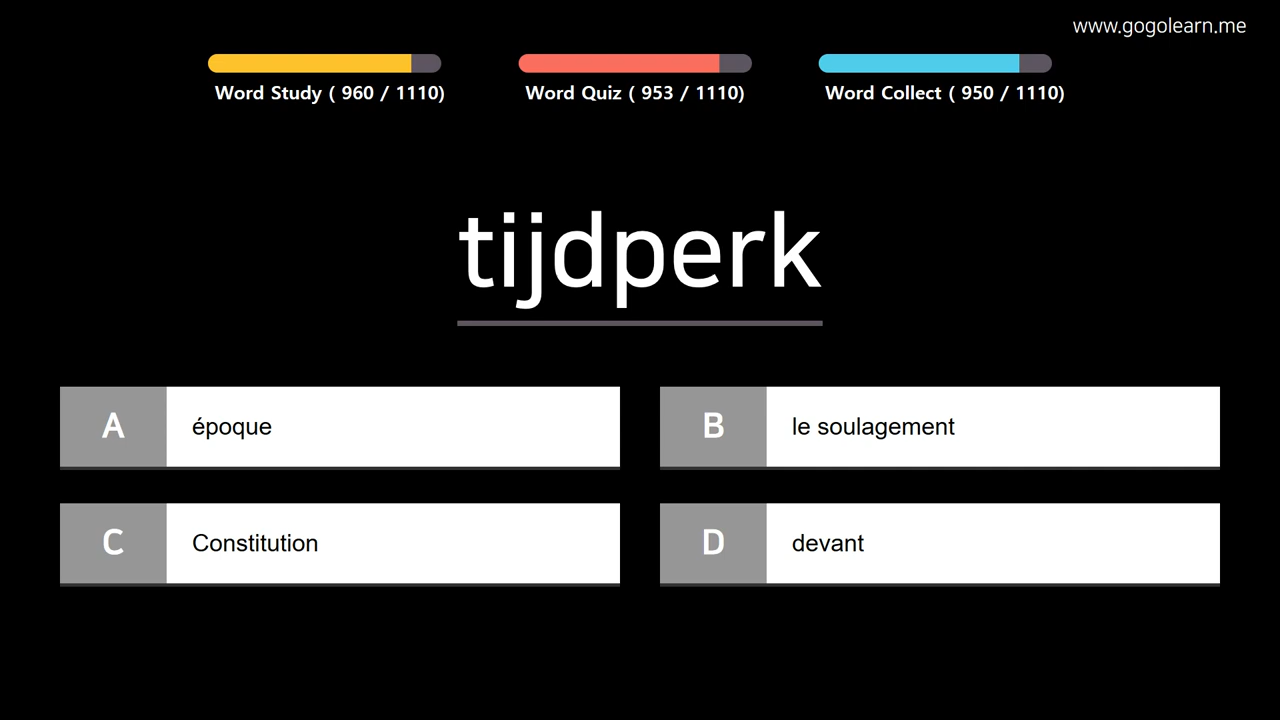 www.gogolearn.me
Word Study ( 960 / 1110)
Word Quiz ( 953 / 1110)
Word Collect ( 950 / 1110)
tijdperk
A époque
B le soulagement
C Constitution
D devant